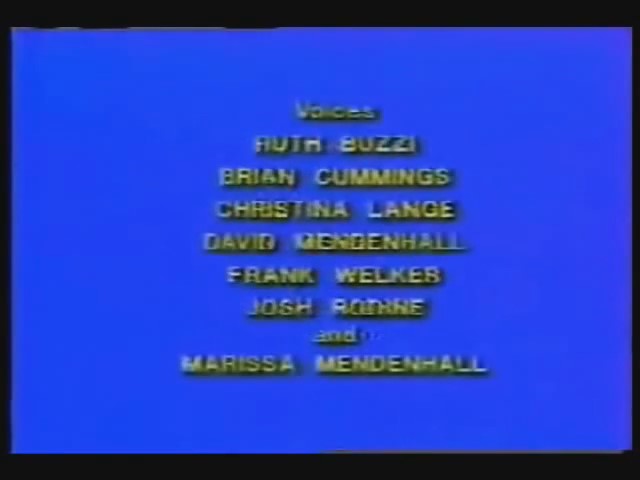 Voices
RUTH BUZZI
BRIAN CUMMINGS
CHRISTINA LANGE
DAVID MENDENHALL
FRANK WELKER
JOSH RODINE
and
MARISSA MENDENHALL